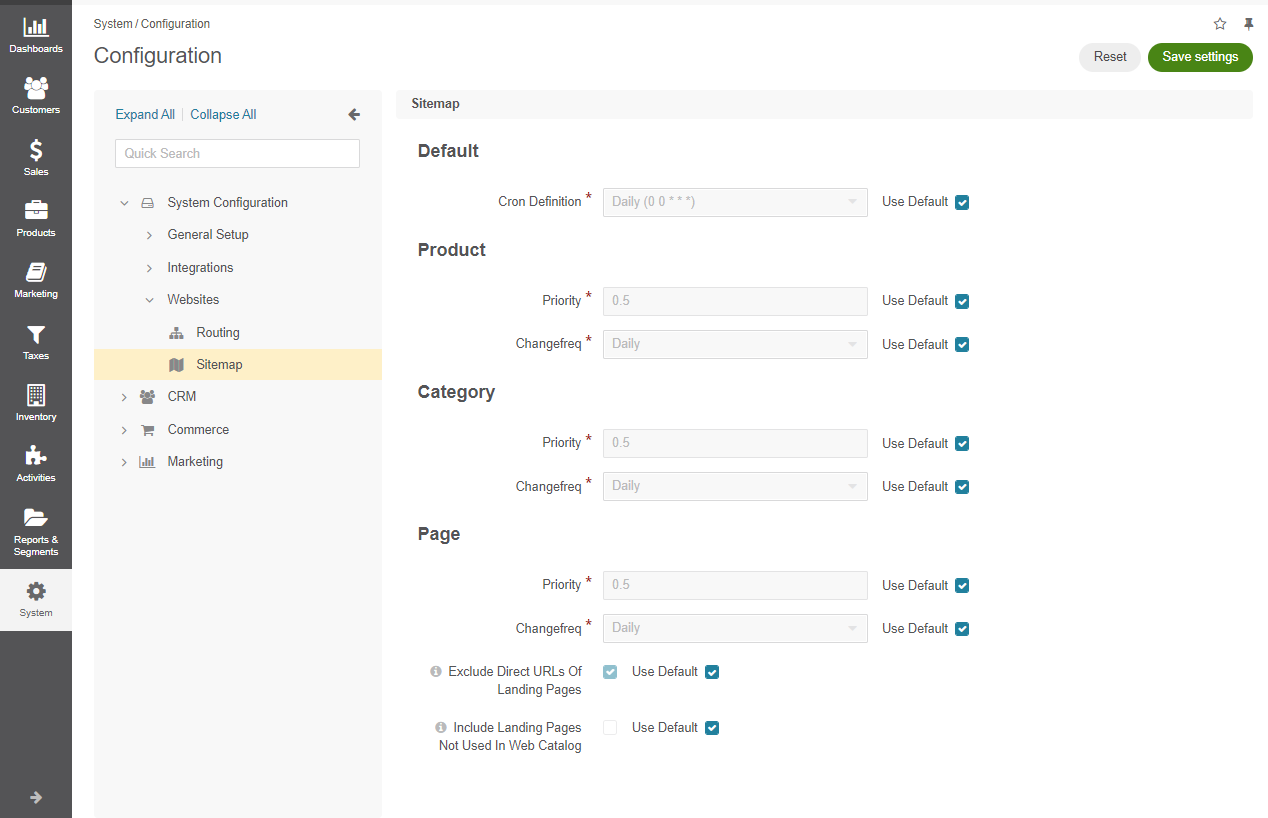 Dashboards
Customers
Sales
Products
Marketing
Taxes
Inventory
Activities
Reports &
Segments
System
System / Configuration
Configuration
Reset
Save settings
Expand All | Collapse All
Quick Search
System Configuration
General Setup
Integrations
Websites
Routing
Sitemap
CRM
Commerce
Marketing
Sitemap
Default
Cron Definition * Daily (0 0 * * *) Use Default
Product
Priority * 0.5 Use Default
Changefreq * Daily Use Default
Category
Priority * 0.5 Use Default
Changefreq * Daily Use Default
Page
Priority * 0.5 Use Default
Changefreq * Daily Use Default
Exclude Direct URLs Of Use Default
Landing Pages
Include Landing Pages Use Default
Not Used In Web Catalog